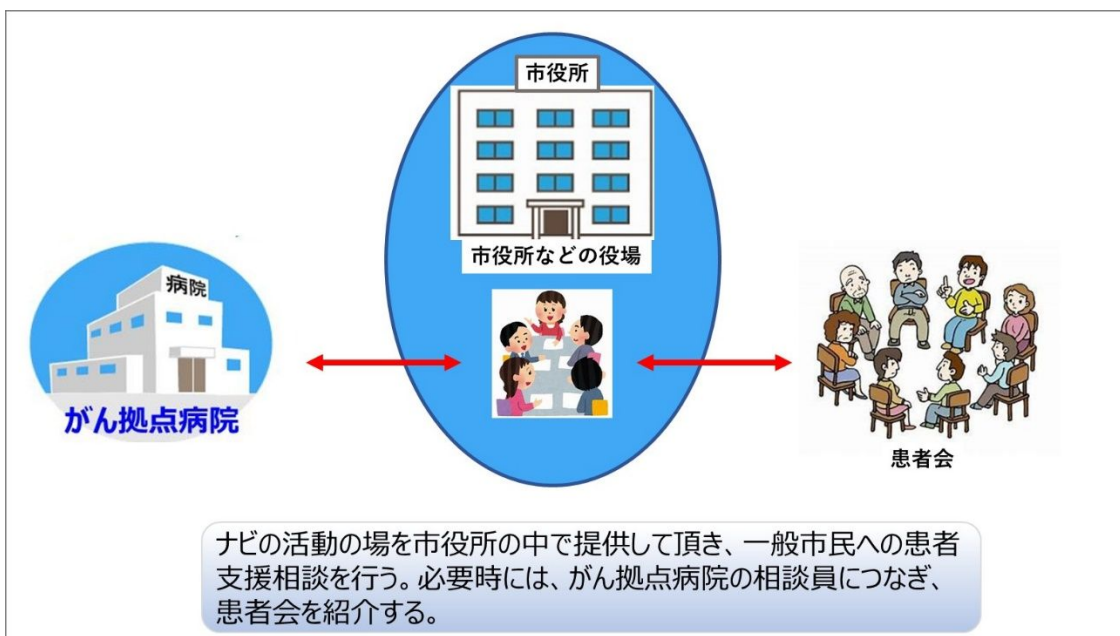 市役所
市役所などの役場
病院
がん拠点病院
患者会
ナビの活動の場を市役所の中で提供して頂き、一般市民への患者
支援相談を行う。必要時には、がん拠点病院の相談員につなぎ、
患者会を紹介する。